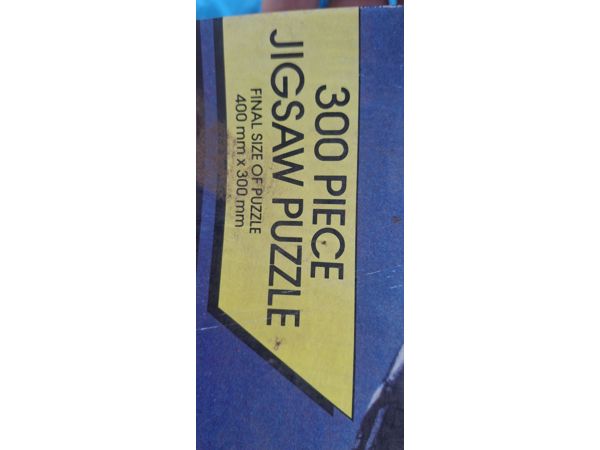 300 PIECE
JIGSAW PUZZLE
FINAL SIZE OF PUZZLE
400 mm x 300 mm